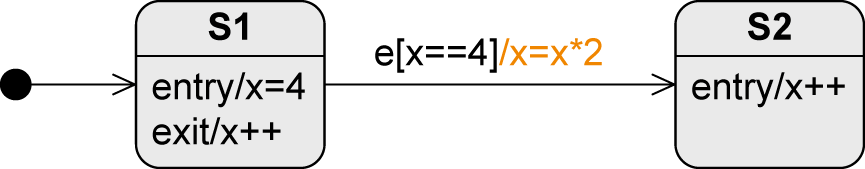 S1
entry/x=4
exit/x++
e[x==4]/x=x*2
S2
entry/x++